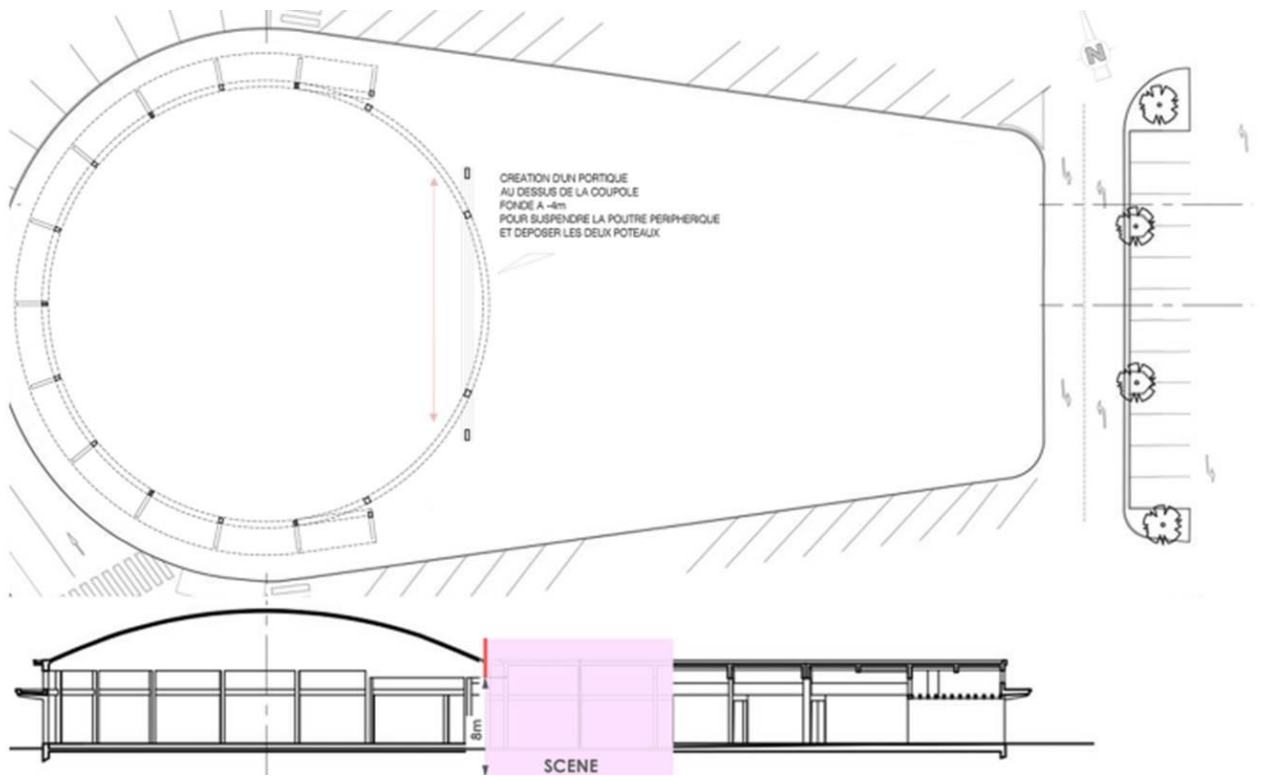 N
CREATION D'UN PORTIQUE
AU DESSUS DE LA COUPOLE
FONDE A -4m
POUR SUSPENDRE LA POUTRE PERIPHERIQUE
ET DEPOSER LES DEUX POTEAUX
8m
SCENE